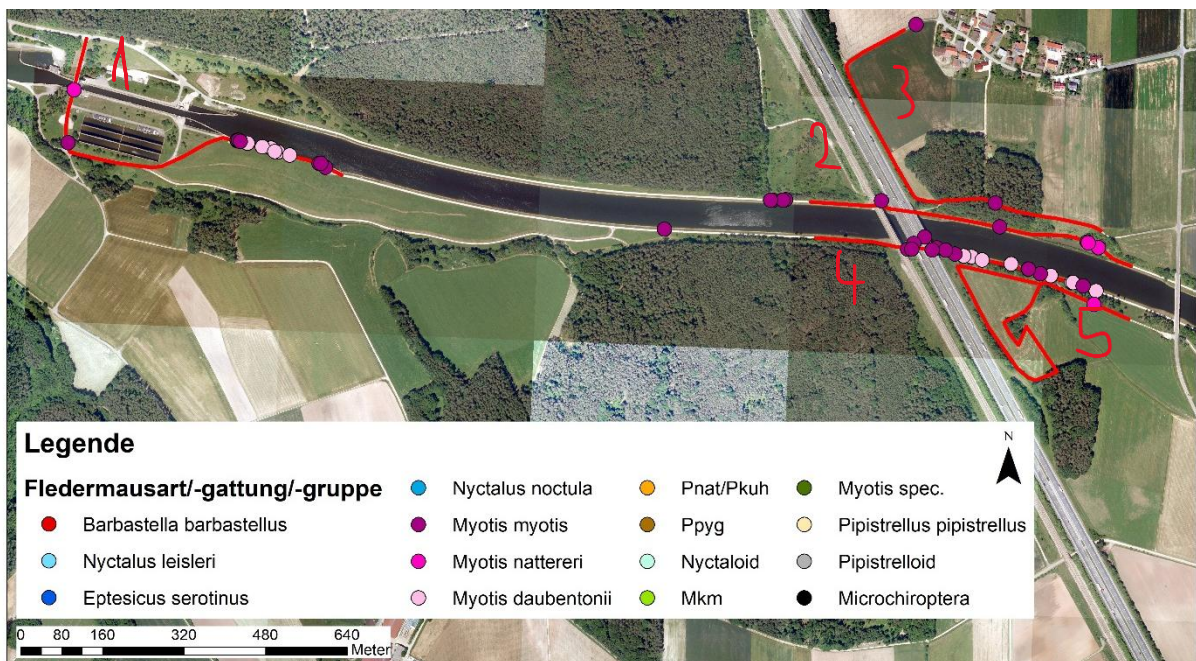 1
2
3
4
5
Legende
N
Fledermausart/-gattung/-gruppe
Barbastella barbastellus
Nyctalus leisleri
Eptesicus serotinus
Nyctalus noctula
Myotis myotis
Myotis nattereri
Myotis daubentonii
Pnat/Pkuh
Ppyg
Nyctaloid
Mkm
Myotis spec.
Pipistrellus pipistrellus
Pipistrelloid
Microchiroptera
0 80 160 320 480 640
Meter